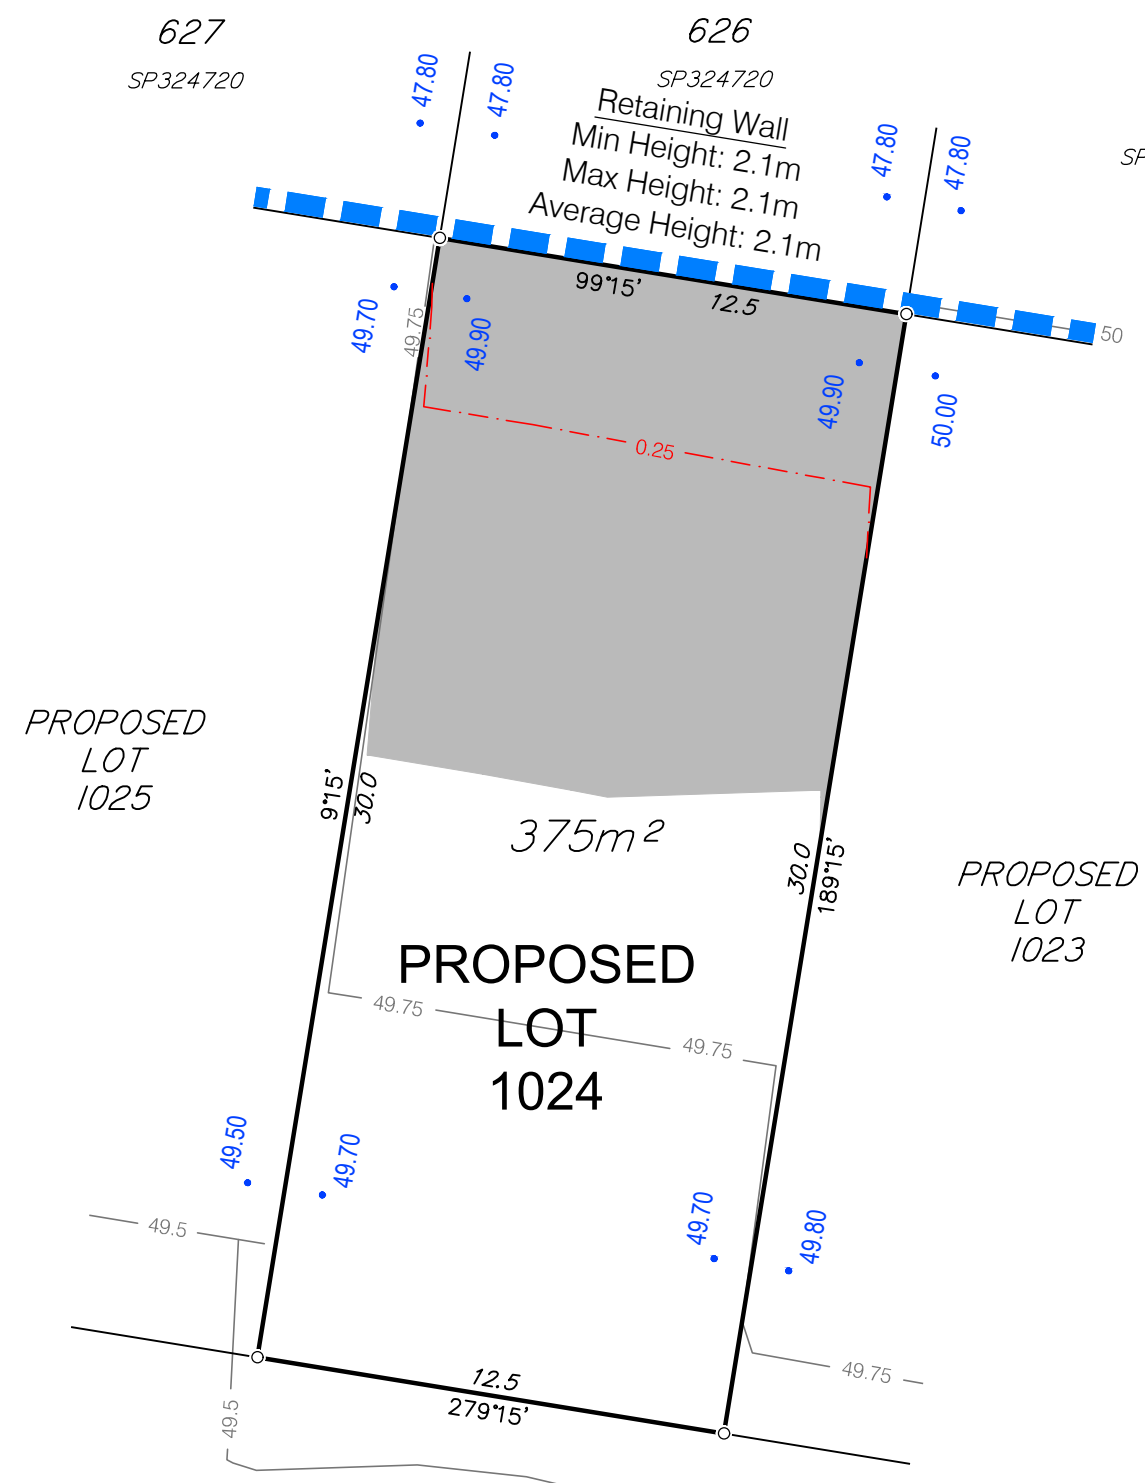 627
SP324720
626
SP324720
SP
47.80
47.80
47.80
47.80
Retaining Wall
Min Height: 2.1m
Max Height: 2.1m
Average Height: 2.1m
99°15'
12.5
49.70
49.75
49.90
49.90
50.00
50
0.25
PROPOSED
LOT
1025
9°15'
30.0
375m²
30.0
189°15'
PROPOSED
LOT
1023
PROPOSED
LOT
1024
49.75
49.75
49.50
49.70
49.70
49.80
49.5
49.5
49.75
12.5
279°15'